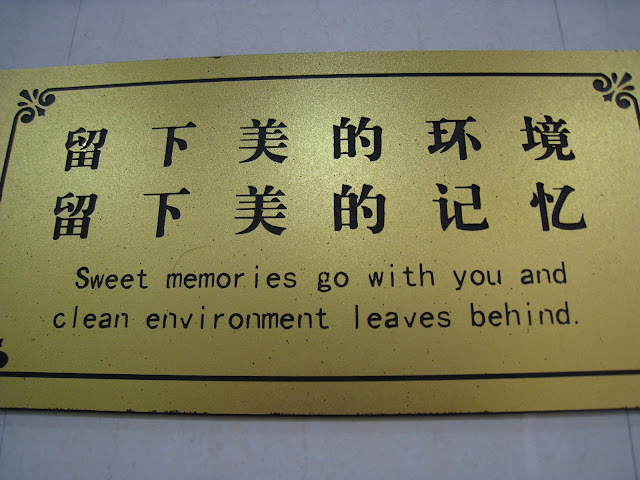 留下美的环境
留下美的记忆
Sweet memories go with you and
clean environment leaves behind.